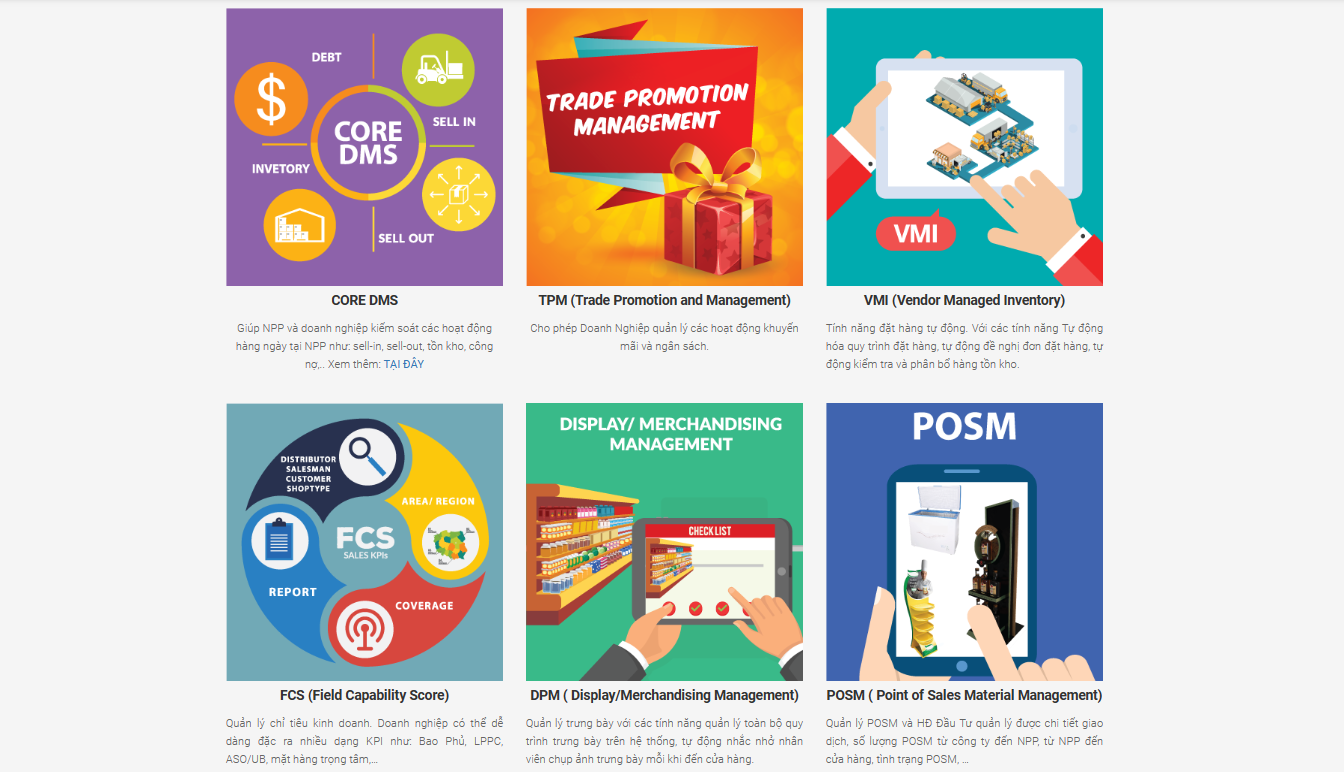 DEBT
CORE
DMS
SELL IN
INVETORY
SELL OUT
TRADE PROMOTION
MANAGEMENT
VMI
CORE DMS
Giúp NPP và doanh nghiệp kiểm soát các hoạt động
hàng ngày tại NPP như: sell-in, sell-out, tồn kho, công
nợ,.. Xem thêm: TẠI ĐÂY
TPM (Trade Promotion and Management)
Cho phép Doanh Nghiệp quản lý các hoạt động khuyến
mãi và ngân sách.
VMI (Vendor Managed Inventory)
Tính năng đặt hàng tự động. Với các tính năng Tự động
hóa quy trình đặt hàng, tự động đề nghị đơn đặt hàng, tự
động kiểm tra và phân bổ hàng tồn kho.
DISTRIBUTOR
SALESMAN
CUSTOMER
SHOPTYPE
AREA/ REGION
FCS
SALES KPIs
REPORT
COVERAGE
DISPLAY/ MERCHANDISING
MANAGEMENT
CHECK LIST
POSM
FCS (Field Capability Score)
Quản lý chỉ tiêu kinh doanh. Doanh nghiệp có thể dễ
dàng đặc ra nhiều dạng KPI như: Bao Phủ, LPPC,
ASO/UB, mặt hàng trọng tâm,...
DPM ( Display/Merchandising Management)
Quản lý trưng bày với các tính năng quản lý toàn bộ quy
trình trưng bày trên hệ thống, tự động nhắc nhở nhân
viên chụp ảnh trưng bày mỗi khi đến cửa hàng.
POSM ( Point of Sales Material Management)
Quản lý POSM và HĐ Đầu Tư quản lý được chi tiết giao
dịch, số lượng POSM từ công ty đến NPP, từ NPP đến
cửa hàng, tình trạng POSM, ...